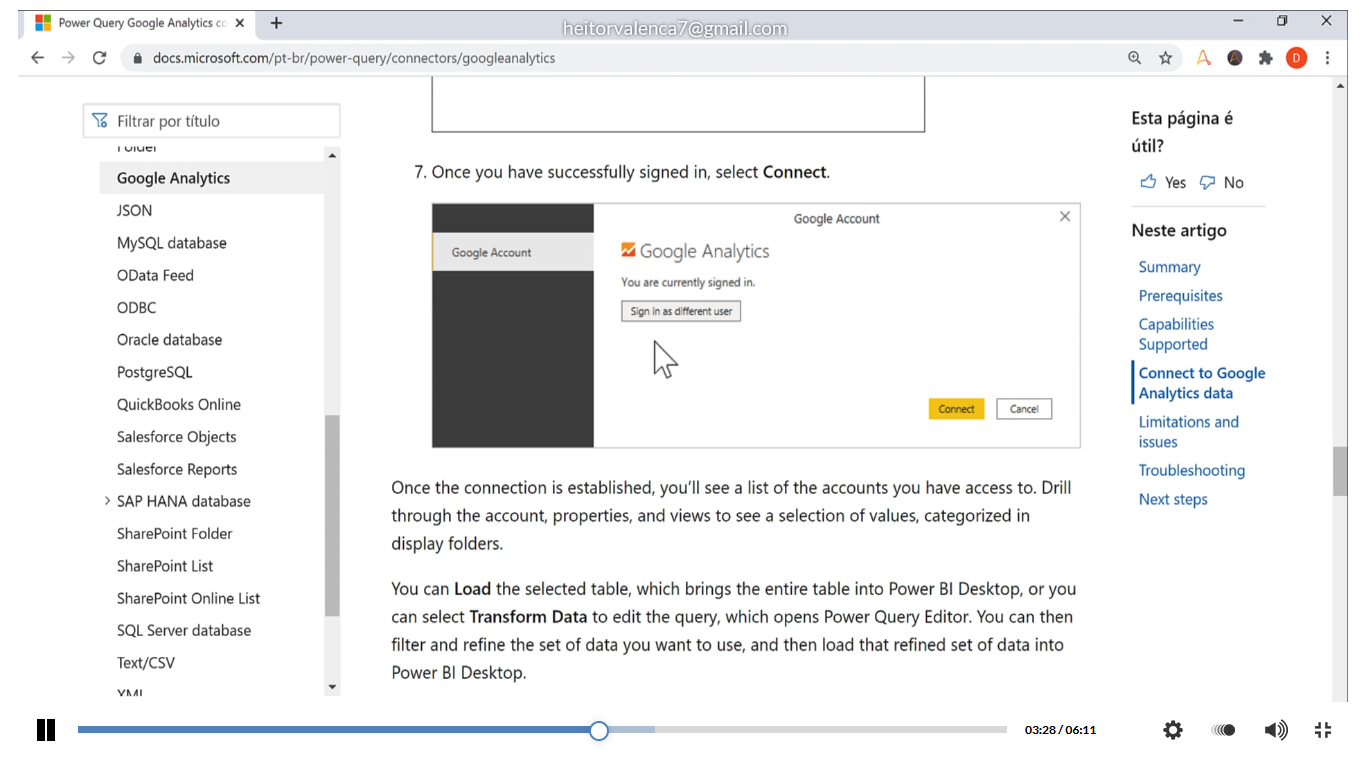 Power Query Google Analytics co
heitorvalenca7@gmail.com
docs.microsoft.com/pt-br/power-query/connectors/googleanalytics
D
Filtrar por título
Folder
Google Analytics
JSON
MySQL database
OData Feed
ODBC
Oracle database
PostgreSQL
QuickBooks Online
Salesforce Objects
Salesforce Reports
SAP HANA database
SharePoint Folder
SharePoint List
SharePoint Online List
SQL Server database
Text/CSV
XML
7. Once you have successfully signed in, select Connect.
Google Account
Google Account
Google Analytics
You are currently signed in.
Sign in as different user
Connect
Cancel
Once the connection is established, you’ll see a list of the accounts you have access to. Drill
through the account, properties, and views to see a selection of values, categorized in
display folders.
You can Load the selected table, which brings the entire table into Power BI Desktop, or you
can select Transform Data to edit the query, which opens Power Query Editor. You can then
filter and refine the set of data you want to use, and then load that refined set of data into
Power BI Desktop.
Esta página é
útil?
Yes
No
Neste artigo
Summary
Prerequisites
Capabilities
Supported
Connect to Google
Analytics data
Limitations and
issues
Troubleshooting
Next steps
03:28 / 06:11